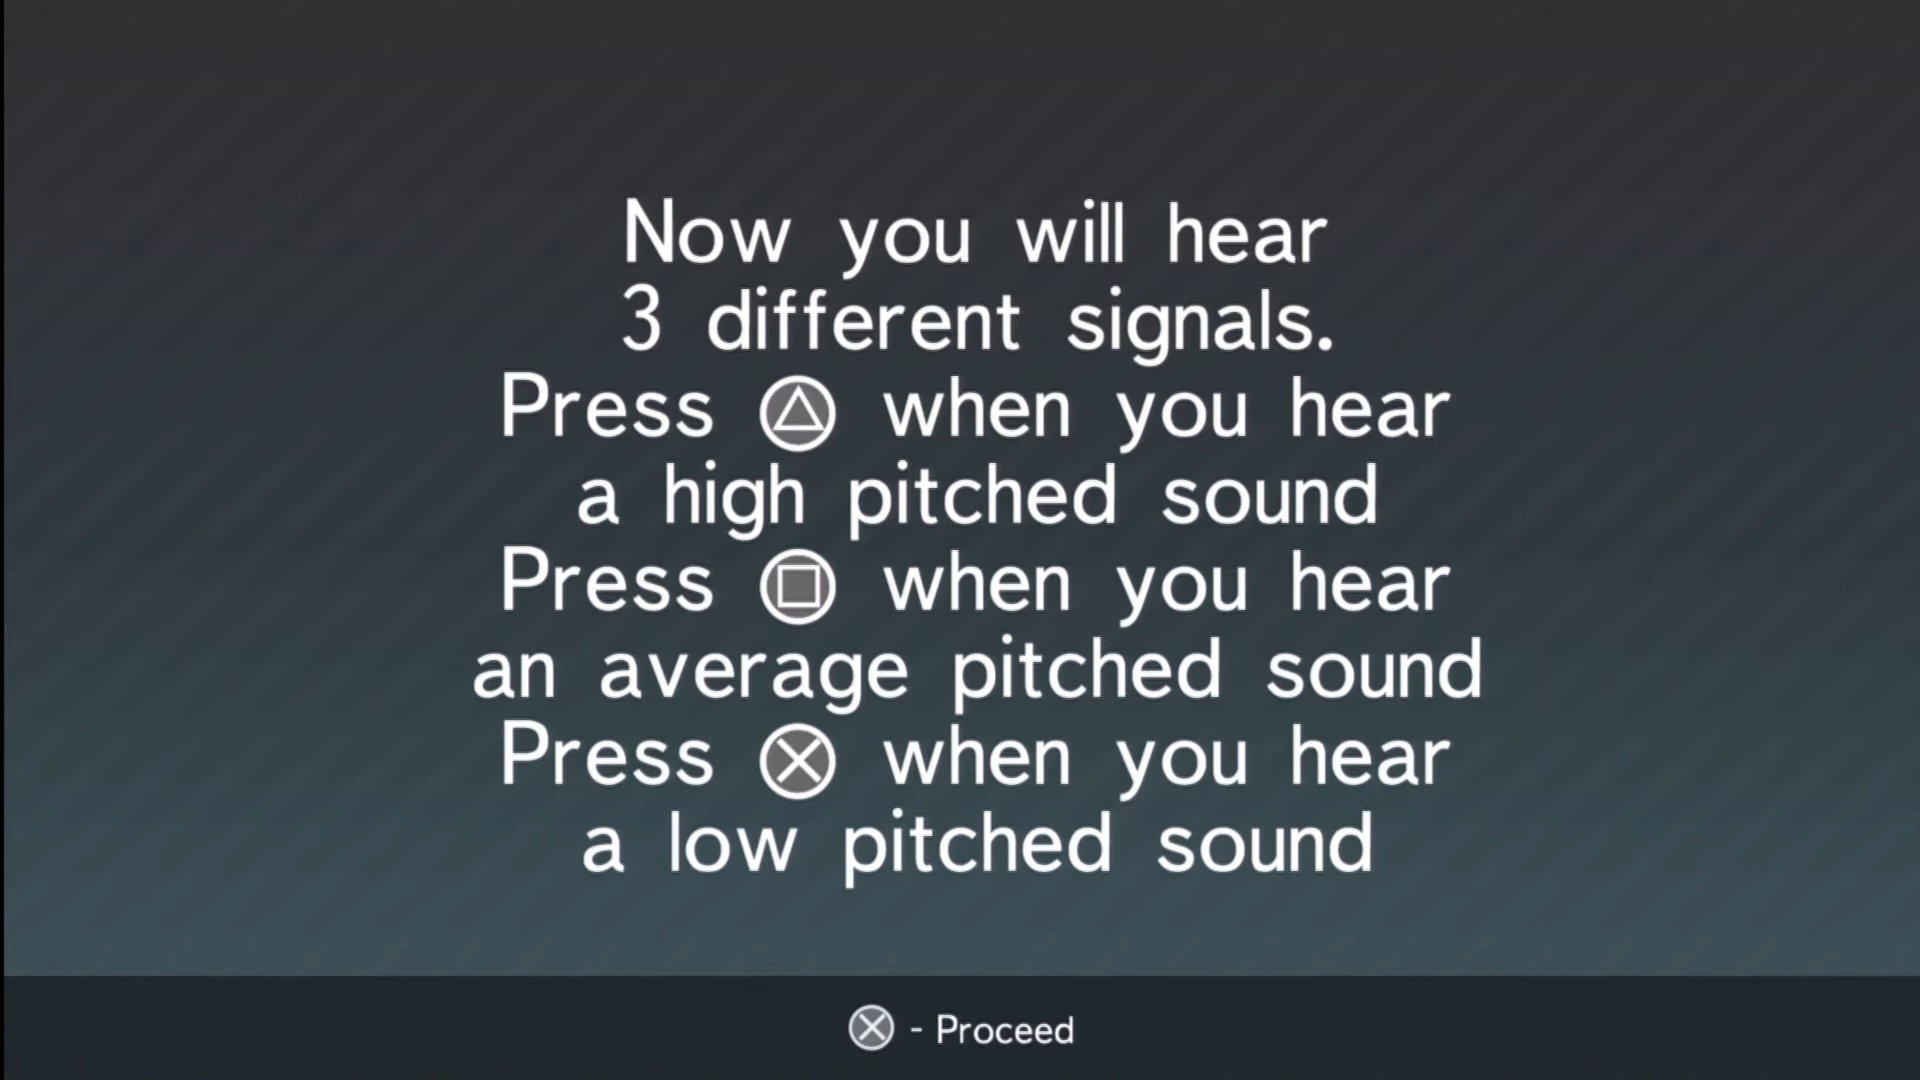 Now you will hear
3 different signals.
Press △ when you hear
a high pitched sound
Press □ when you hear
an average pitched sound
Press ✕ when you hear
a low pitched sound
✕ - Proceed